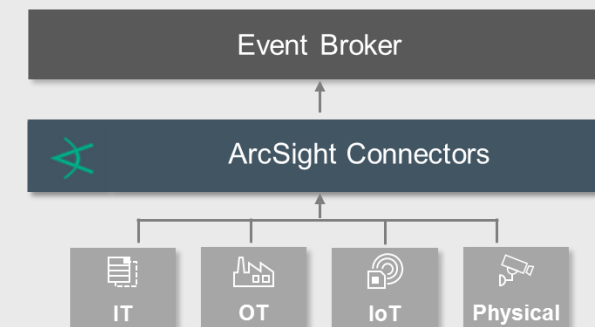 Event Broker
ArcSight Connectors
IT
OT
IoT
Physical